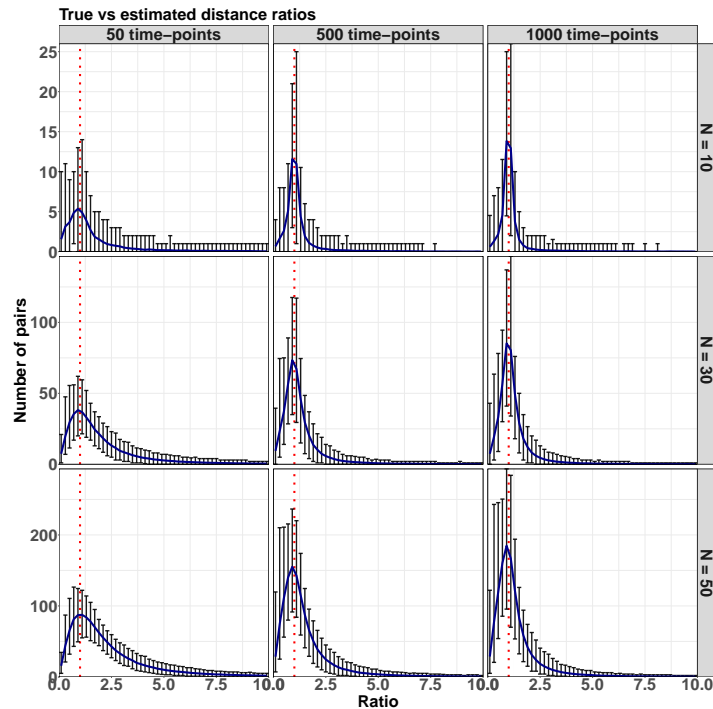 True vs estimated distance ratios
50 time−points 500 time−points 1000 time−points
25
20
15
10
5
0
N = 10
100
50
0
N = 30
Number of pairs
200
100
0
N = 50
0.0 2.5 5.0 7.5 10.0 0.0 2.5 5.0 7.5 10.0 0.0 2.5 5.0 7.5 10.0
Ratio